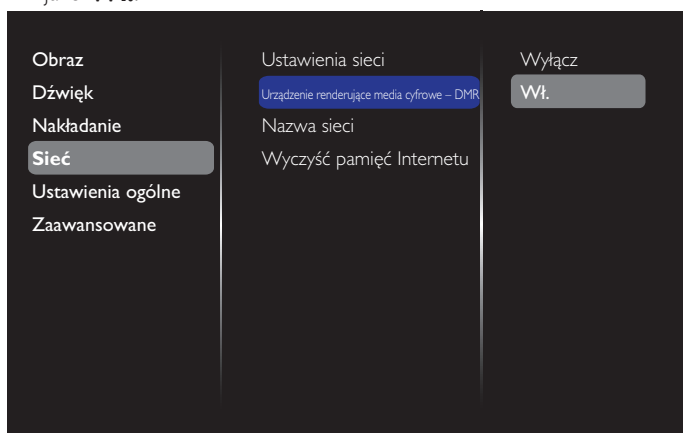 Obraz
Dźwięk
Nakładanie
Sieć
Ustawienia ogólne
Zaawansowane
Ustawienia sieci
Urządzenie renderujące media cyfrowe – DMR
Nazwa sieci
Wyczyść pamięć Internetu
Wyłącz
Wł.